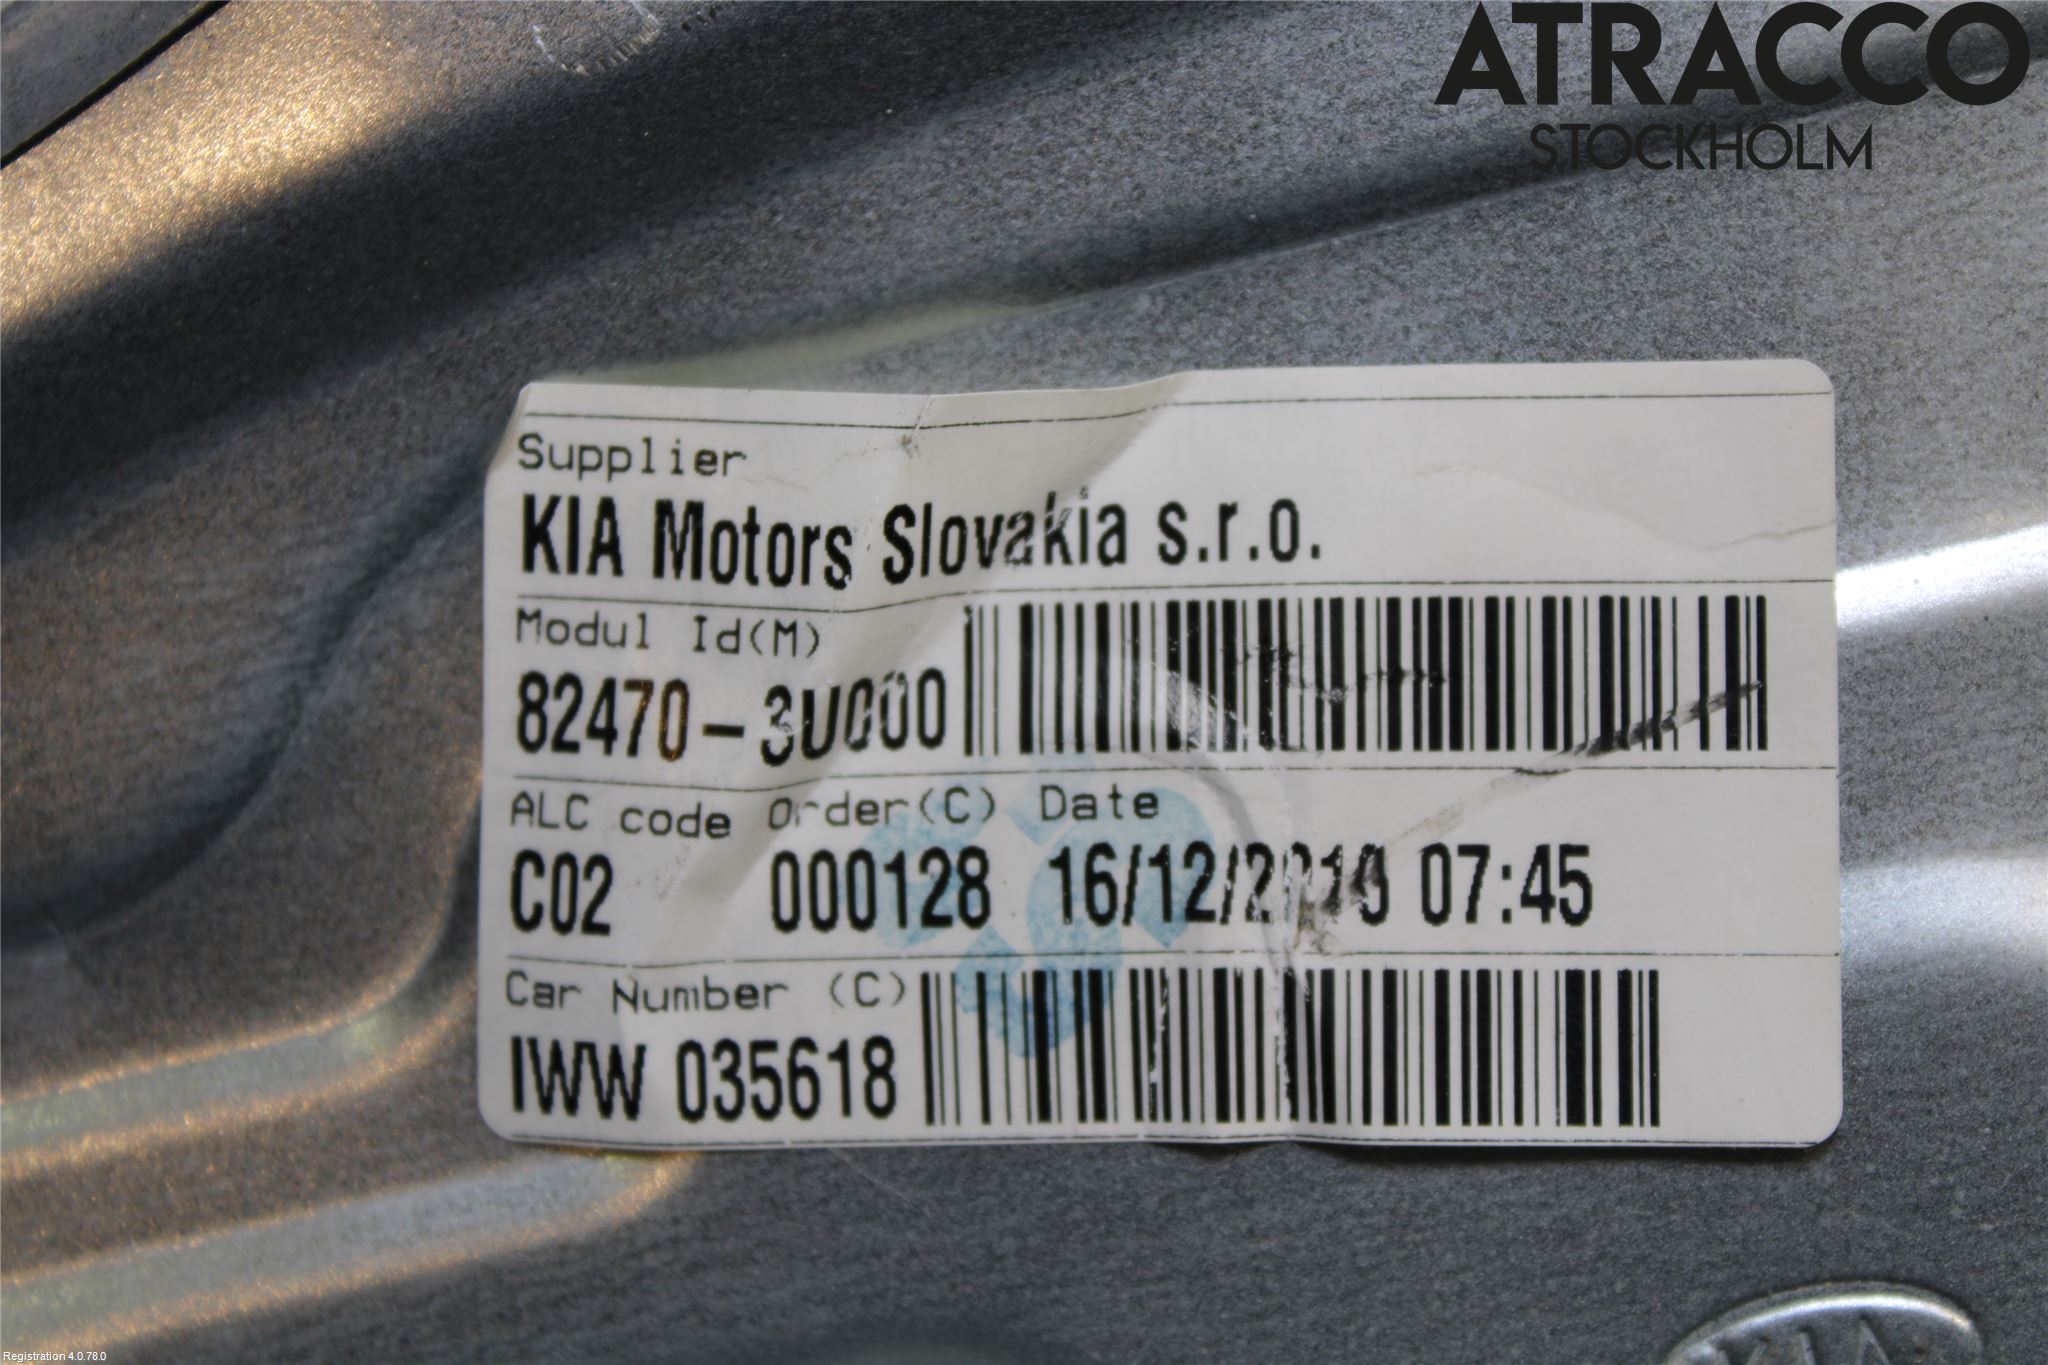 ATRACCO
STOCKHOLM
Supplier
KIA Motors Slovakia s.r.o.
Modul Id(M)
82470-3U000
ALC code Order(C) Date
C02 000128 07:45
Car Number (C)
IWW 035618
KIA
Registration 4.0.78.0